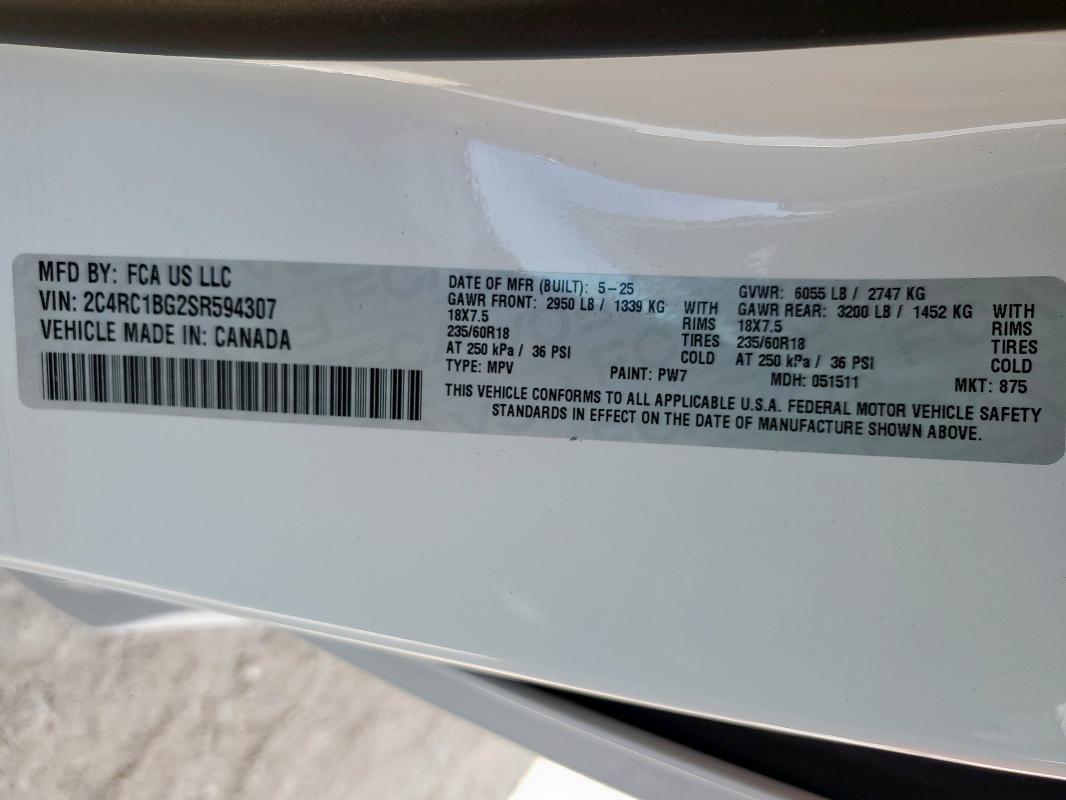 MFD BY: FCA US LLC
VIN: 2C4RC1BG2SR594307
VEHICLE MADE IN: CANADA
DATE OF MFR (BUILT): 5-25 GVWR: 6055 LB / 2747 KG
GAWR FRONT: 2950 LB / 1339 KG WITH GAWR REAR: 3200 LB / 1452 KG WITH
18X7.5 RIMS 18X7.5 RIMS
235/60R18 TIRES 235/60R18 TIRES
AT 250 kPa / 36 PSI COLD AT 250 kPa / 36 PSI COLD
TYPE: MPV PAINT: PW7 MDH: 051511 MKT: 875
THIS VEHICLE CONFORMS TO ALL APPLICABLE U.S.A. FEDERAL MOTOR VEHICLE SAFETY
STANDARDS IN EFFECT ON THE DATE OF MANUFACTURE SHOWN ABOVE.